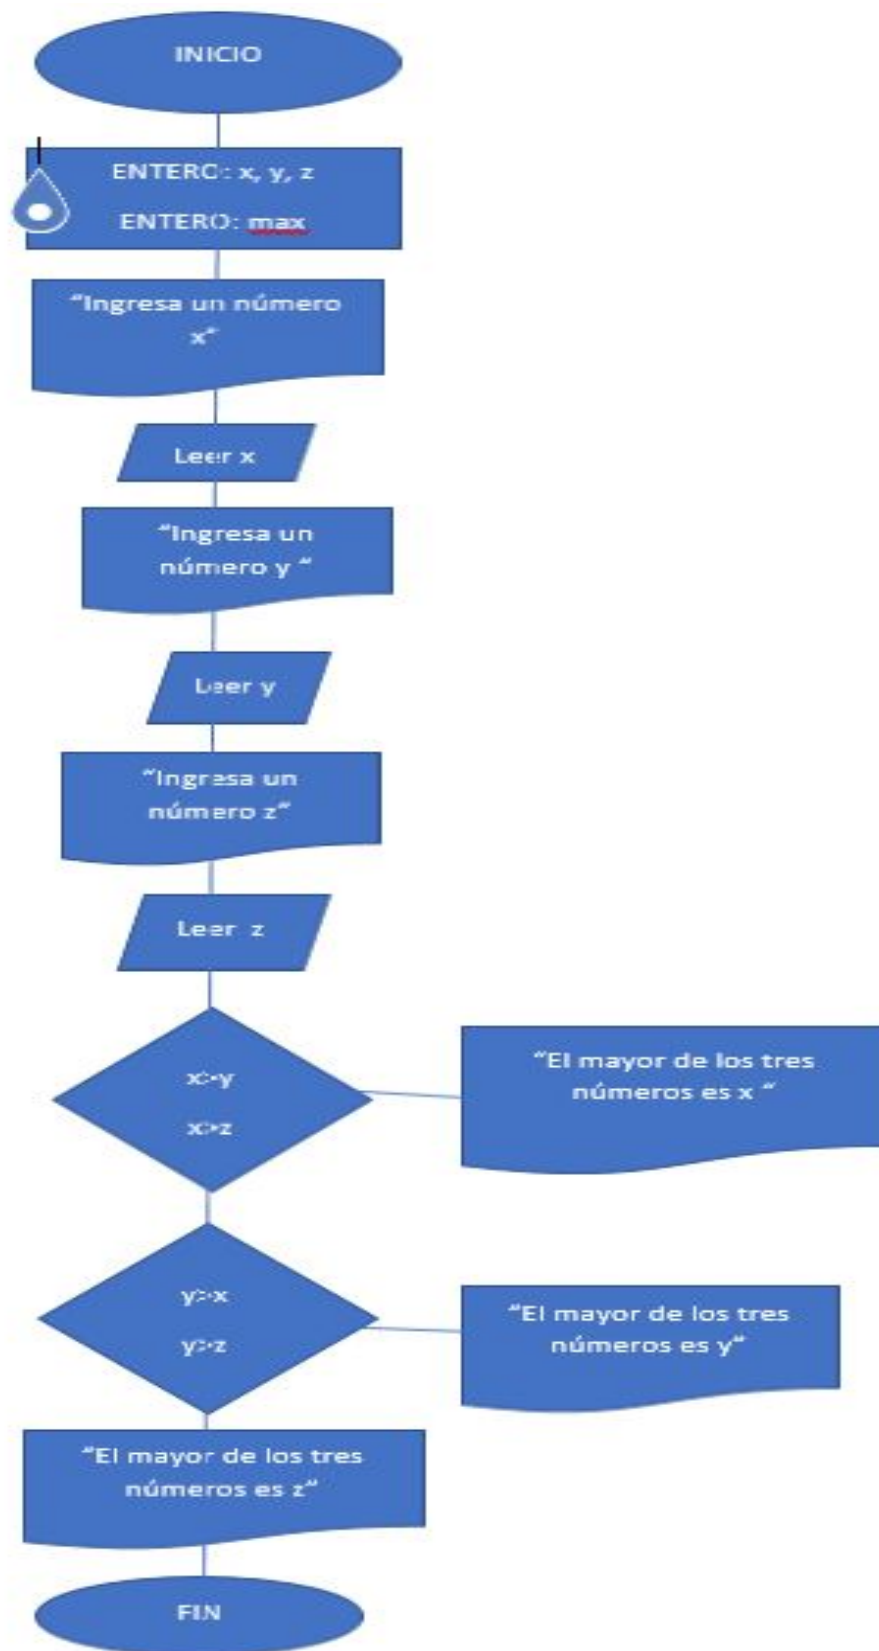 INICIO
ENTERO: x, y, z
ENTERO: max
“Ingresa un número
x”
Leer x
“Ingresa un
número y “
Leer y
“Ingresa un
número z”
Leer z
x>y
x>z
“El mayor de los tres
números es x “
y>x
y>z
“El mayor de los tres
números es y”
“El mayor de los tres
números es z”
FIN